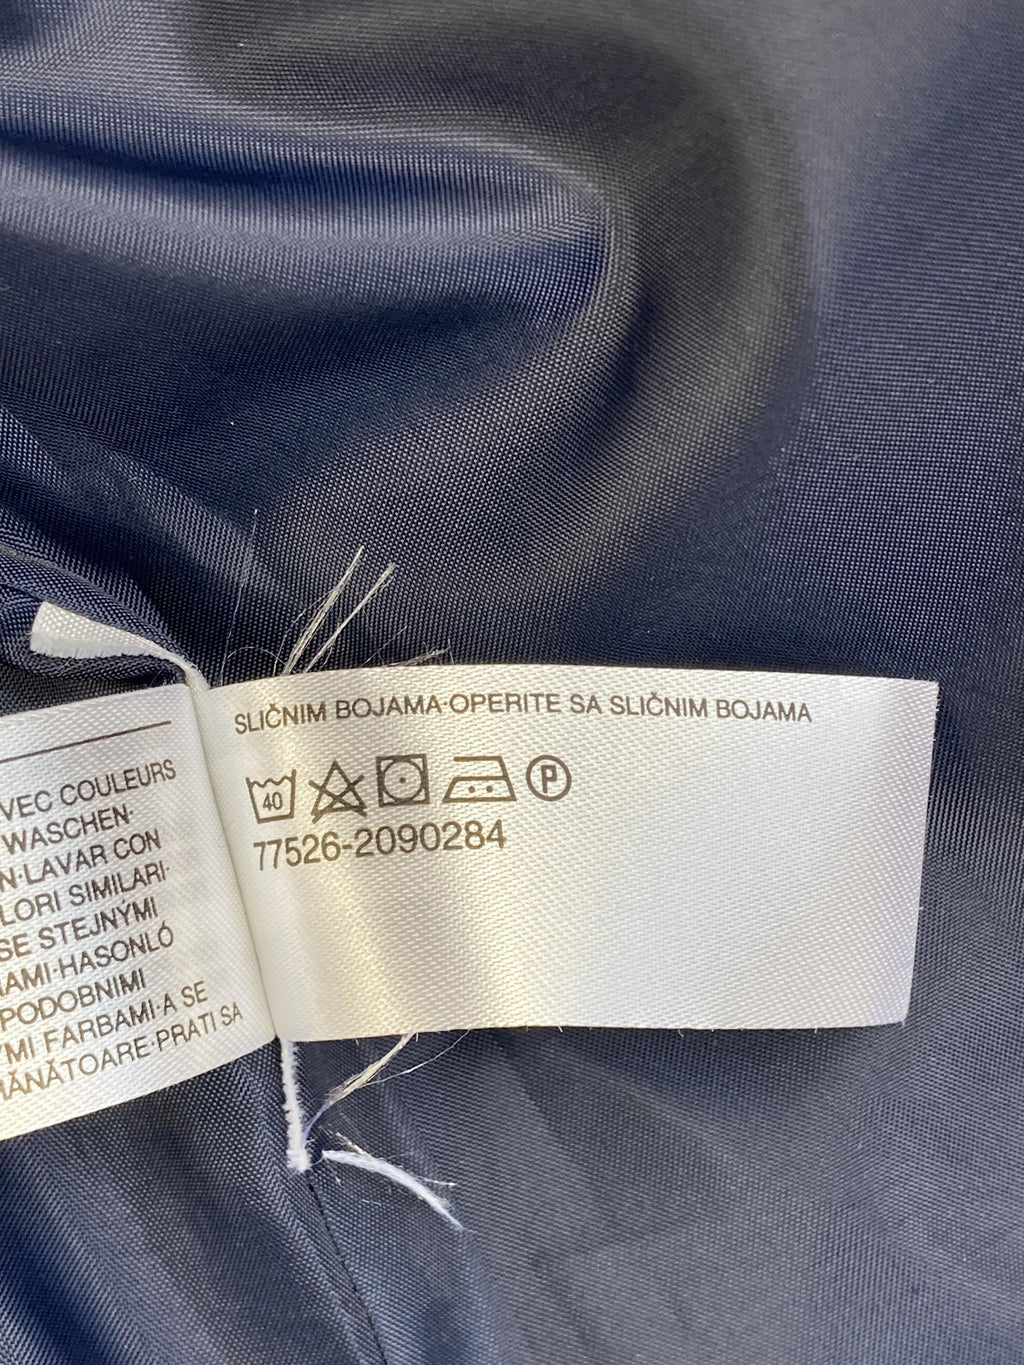 VEC COULEURS
WASCHEN·
N·LAVAR CON
LORI SIMILARI·
SE STEJNÝMI
AMI·HASONLÓ
PODOBNIMI
MI FARBAMI·A SE
MĂNĂTOARE·PRATI SA
SLIČNIM BOJAMA·OPERITE SA SLIČNIM BOJAMA
40 P
77526-2090284